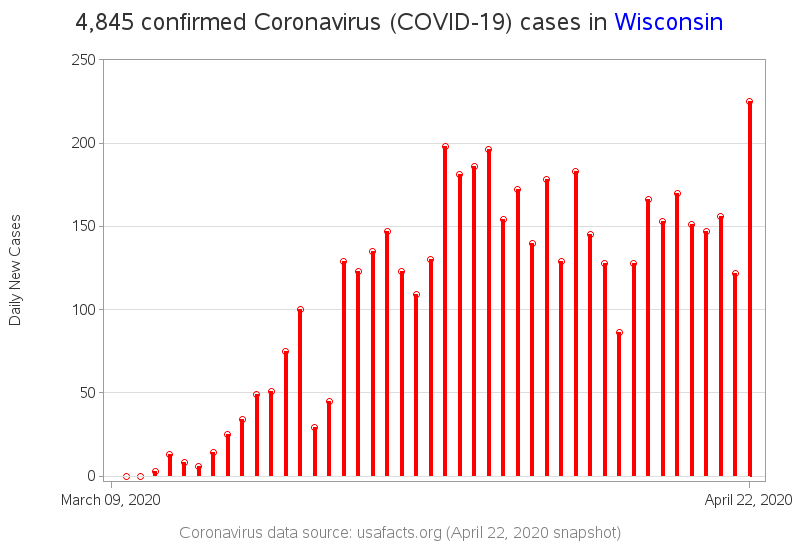 4,845 confirmed Coronavirus (COVID-19) cases in Wisconsin
250
200
150
100
50
0
Daily New Cases
March 09, 2020
April 22, 2020
Coronavirus data source: usafacts.org (April 22, 2020 snapshot)